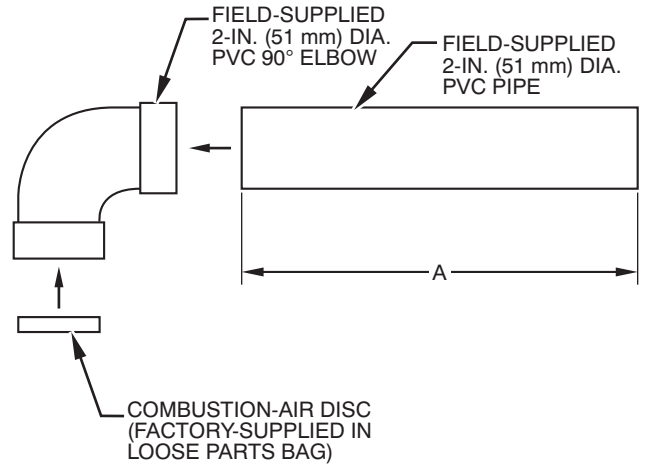 FIELD-SUPPLIED
2-IN. (51 mm) DIA.
PVC 90° ELBOW
FIELD-SUPPLIED
2-IN. (51 mm) DIA.
PVC PIPE
A
COMBUSTION-AIR DISC
(FACTORY-SUPPLIED IN
LOOSE PARTS BAG)